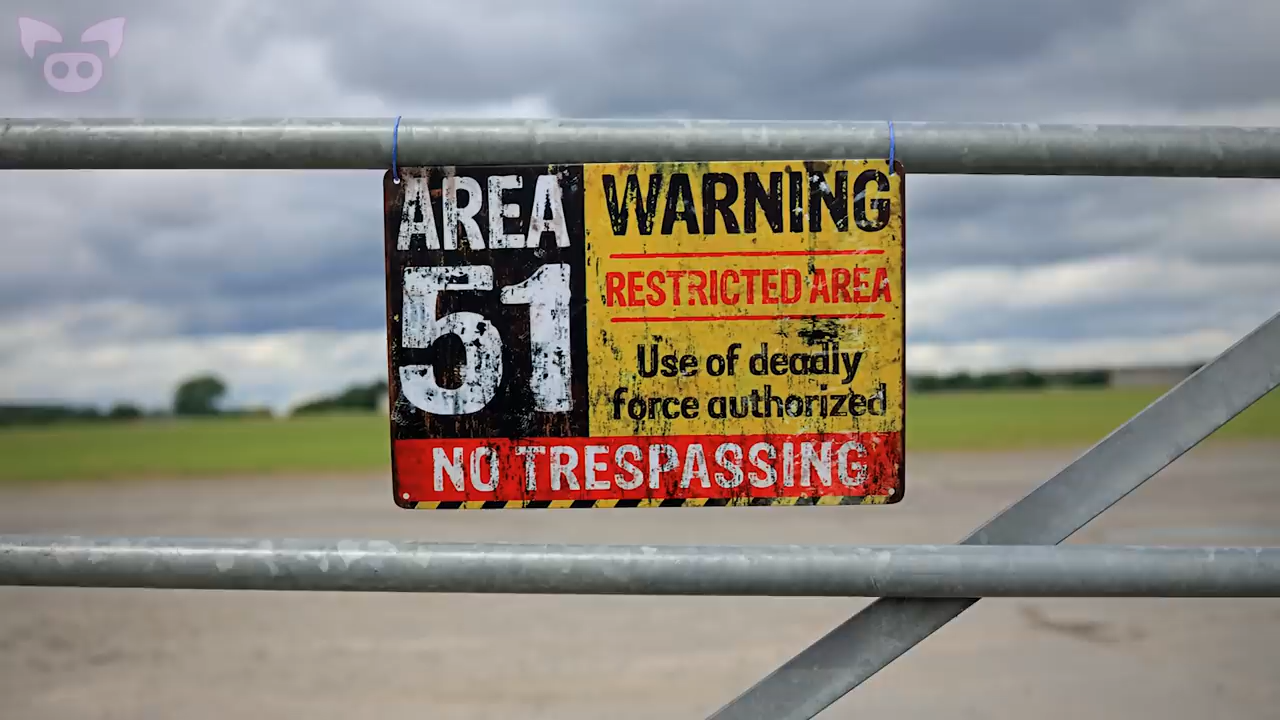 AREA
51
WARNING
RESTRICTED AREA
Use of deadly
force authorized
NO TRESPASSING